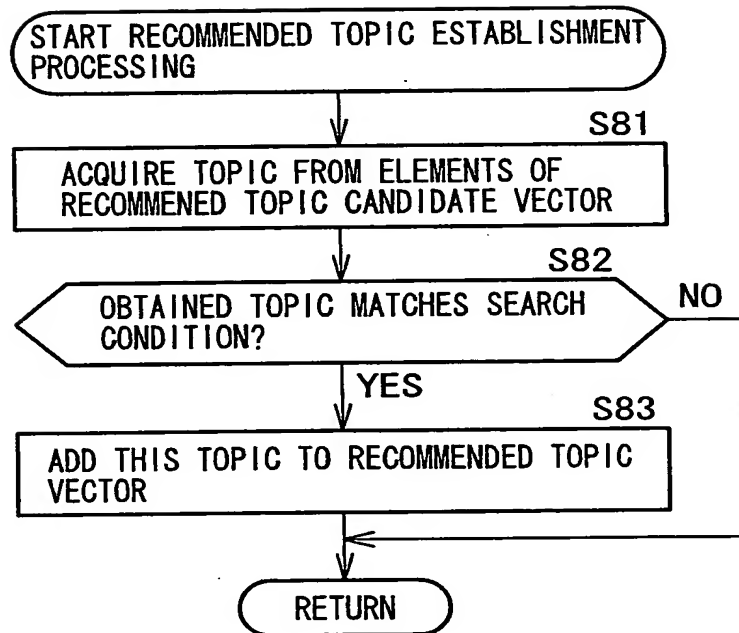 START RECOMMENDED TOPIC ESTABLISHMENT
PROCESSING
S81
ACQUIRE TOPIC FROM ELEMENTS OF
RECOMMENED TOPIC CANDIDATE VECTOR
S82
OBTAINED TOPIC MATCHES SEARCH
CONDITION?
NO
YES
S83
ADD THIS TOPIC TO RECOMMENDED TOPIC
VECTOR
RETURN